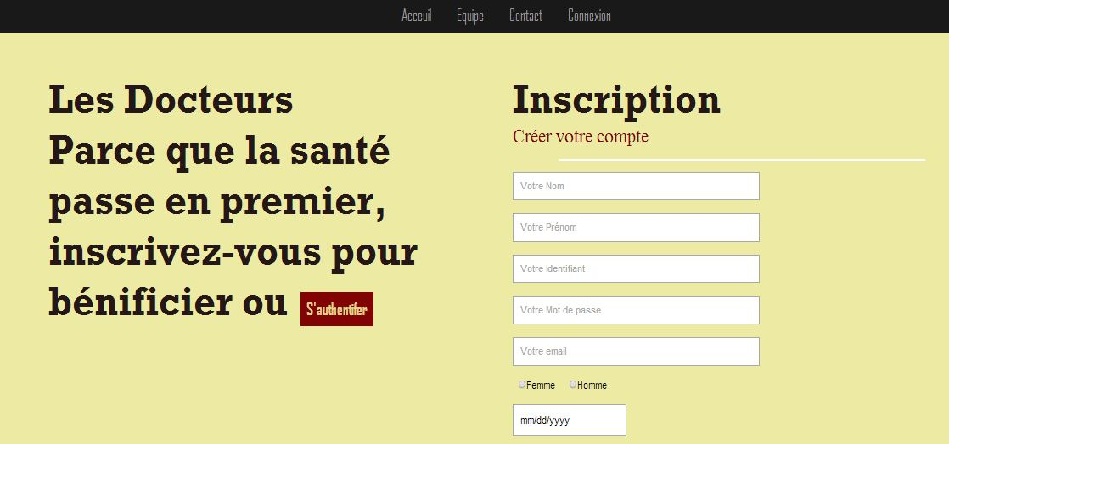 Acceuil Equipe Contact Connexion
Les Docteurs
Parce que la santé
passe en premier,
inscrivez-vous pour
bénificier ou S'authentifer
Inscription
Créer votre compte
Votre Nom
Votre Prénom
Votre Identifiant
Votre Mot de passe
Votre email
Femme Homme
mm/dd/yyyy